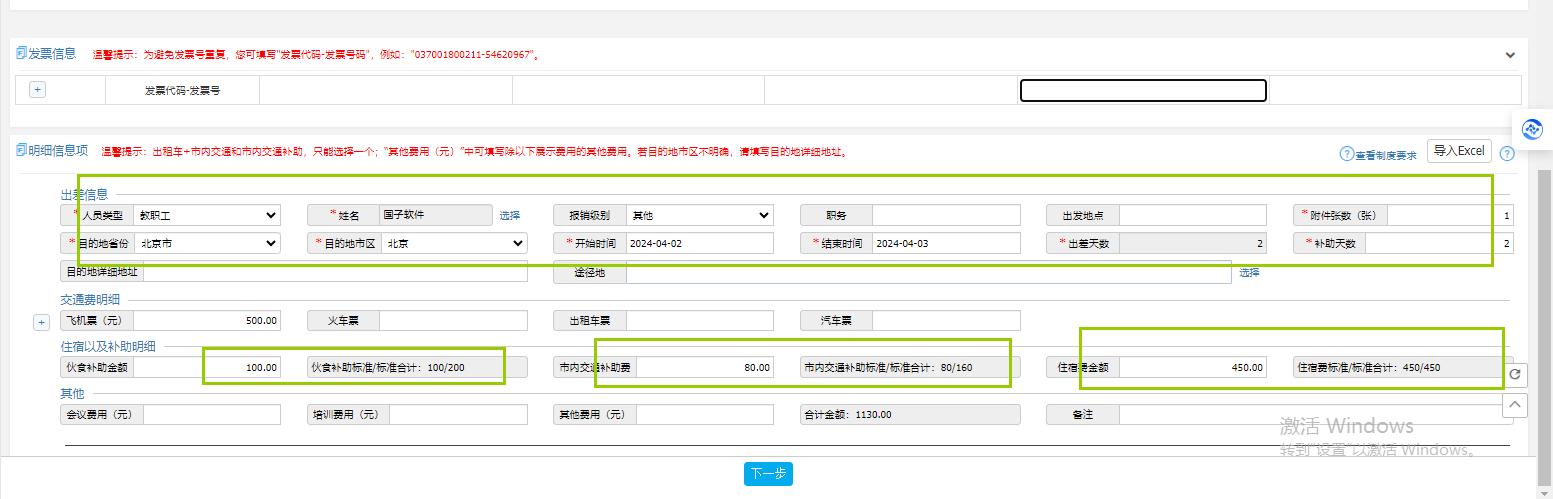 发票信息 温馨提示：为避免发票号重复，您可填写"发票代码-发票号码"，例如："037001800211-54620967"。
+ 发票代码-发票号
明细信息项 温馨提示：出租车+市内交通和市内交通补助，只能选择一个；"其他费用（元）"中可填写除以下展示费用的其他费用。若目的地市区不明确，请填写目的地详细地址。 ?查看制度要求 导入Excel ?
出差信息
*人员类型 教职工 *姓名 国子软件 选择 报销级别 其他 职务 出发地点 *附件张数（张） 1
*目的地省份 北京市 *目的地市区 北京 *开始时间 2024-04-02 *结束时间 2024-04-03 *出差天数 2 *补助天数 2
目的地详细地址 途径地 选择
交通费明细
+ 飞机票（元） 500.00 火车票 出租车票 汽车票
住宿以及补助明细
伙食补助金额 100.00 伙食补助标准/标准合计：100/200 市内交通补助费 80.00 市内交通补助标准/标准合计：80/160 住宿费金额 450.00 住宿费标准/标准合计：450/450
其他
会议费用（元） 培训费用（元） 其他费用（元） 合计金额：1130.00 备注
激活 Windows
转到"设置"以激活 Windows。
下一步